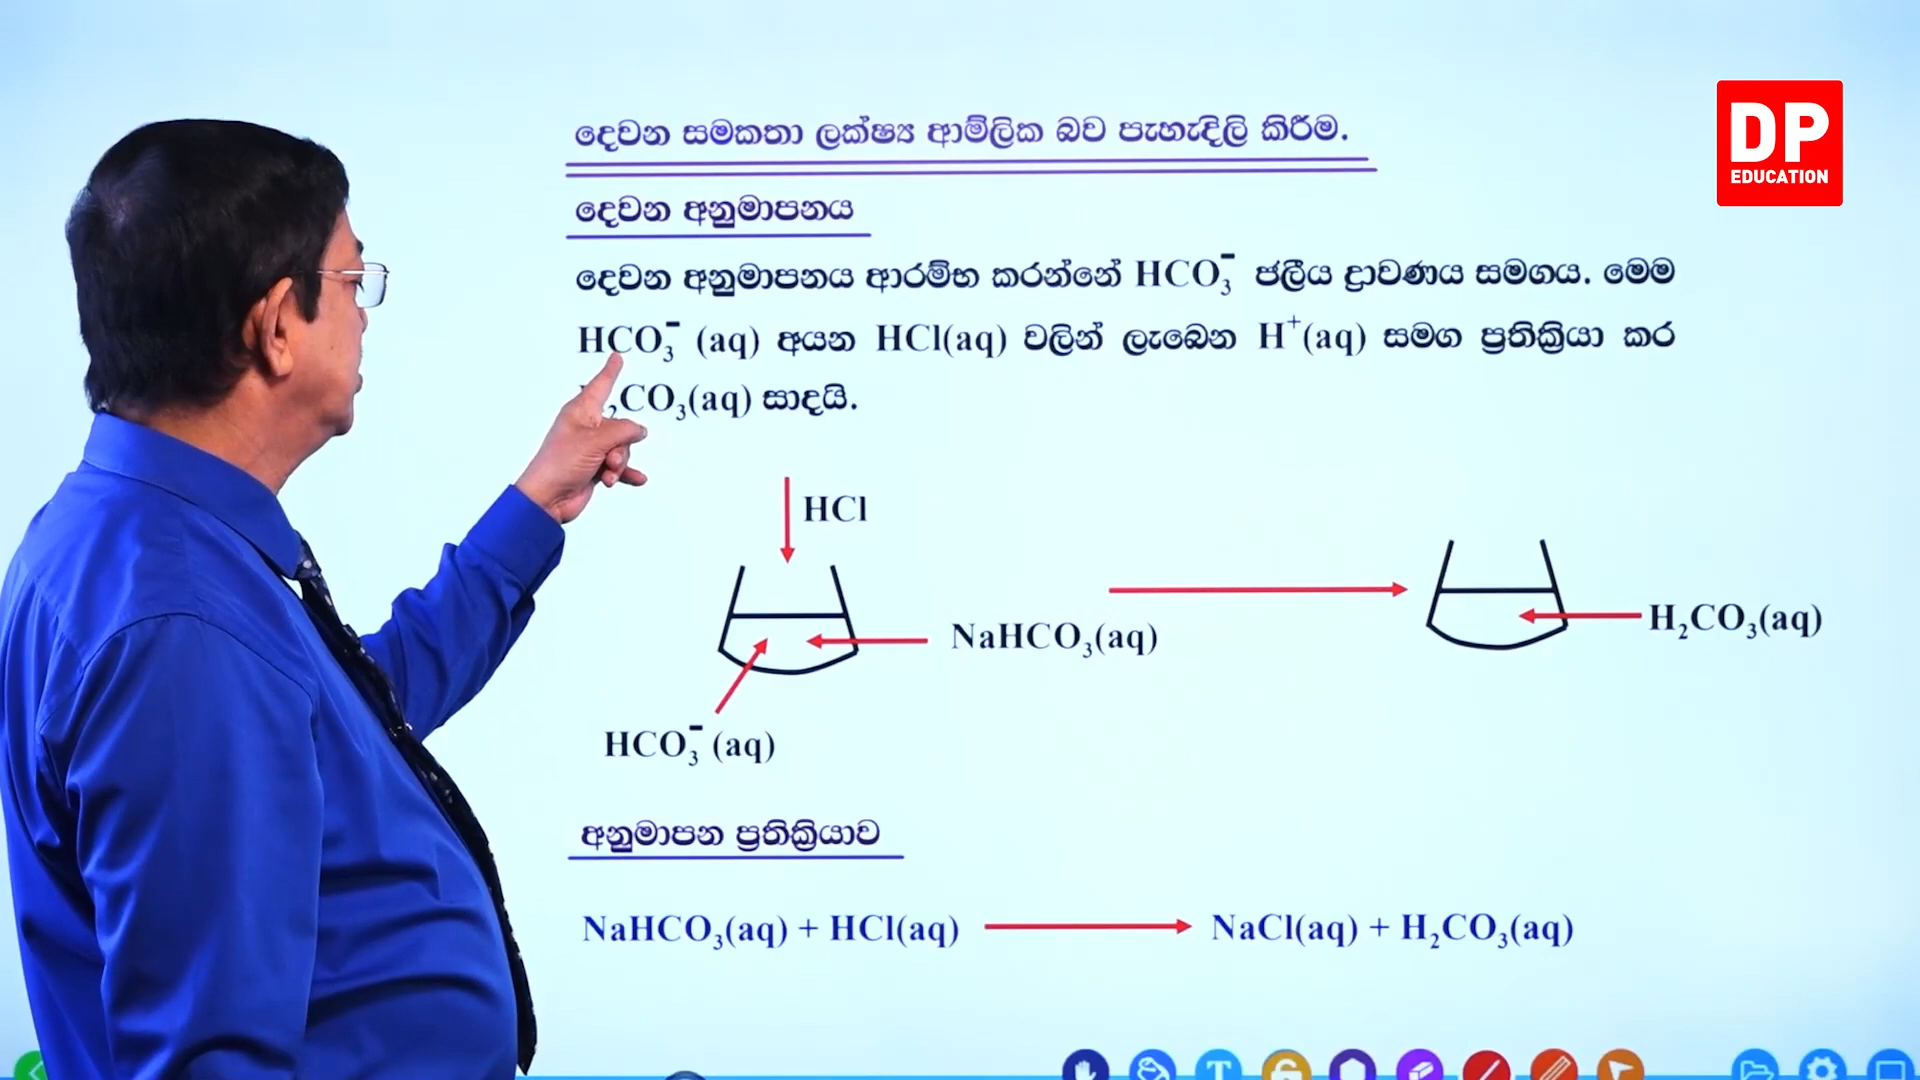 DP
EDUCATION
දෙවන සමකතා ලක්ෂ්‍ය ආම්ලික බව පැහැදිලි කිරීම.
දෙවන අනුමාපනය
දෙවන අනුමාපනය ආරම්භ කරන්නේ HCO₃⁻ ජලීය ද්‍රාවණය සමගය. මෙම
HCO₃⁻ (aq) අයන HCl(aq) වලින් ලැබෙන H⁺(aq) සමග ප්‍රතික්‍රියා කර
₂CO₃(aq) සාදයි.
HCl
NaHCO₃(aq)
H₂CO₃(aq)
HCO₃⁻ (aq)
අනුමාපන ප්‍රතික්‍රියාව
NaHCO₃(aq) + HCl(aq) → NaCl(aq) + H₂CO₃(aq)